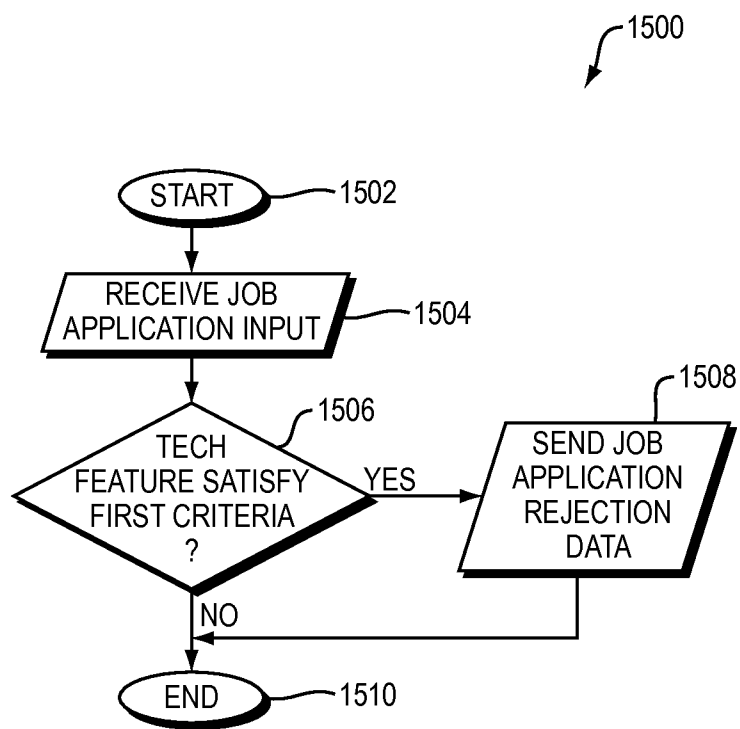 1500
START
1502
RECEIVE JOB
APPLICATION INPUT
1504
1506
TECH
FEATURE SATISFY
FIRST CRITERIA
?
YES
1508
SEND JOB
APPLICATION
REJECTION
DATA
NO
END
1510